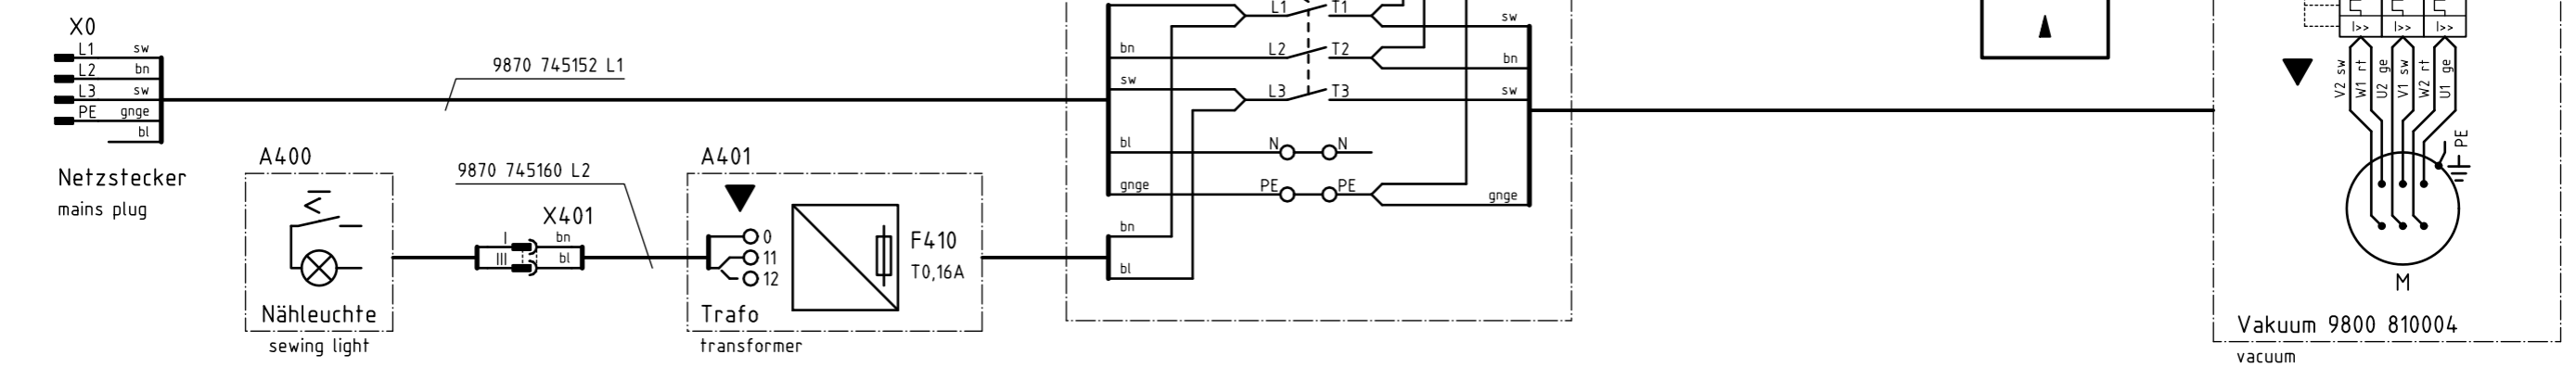 X0
L1 sw
L2 bn
L3 sw
PE gnge
bl
Netzstecker
mains plug
9870 745152 L1
A400
Nähleuchte
sewing light
9870 745160 L2
X401
I bn
III bl
A401
0
11
12
F410
T0,16A
Trafo
transformer
L1 T1
bn L2 T2
sw L3 T3
bl N N
gnge PE PE
bn
bl
sw
bn
sw
gnge
I>> I>> I>>
V2 sw
W1 rt
U2 ge
V1 sw
W2 rt
U1 ge
PE
M
Vakuum 9800 810004
vacuum